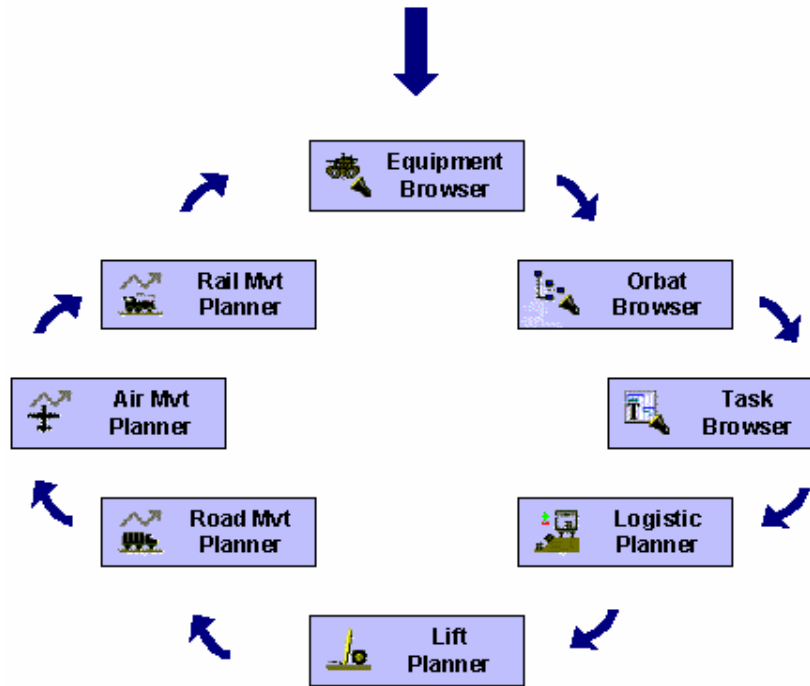 Equipment
Browser
Orbat
Browser
Task
Browser
Logistic
Planner
Lift
Planner
Road Mvt
Planner
Air Mvt
Planner
Rail Mvt
Planner